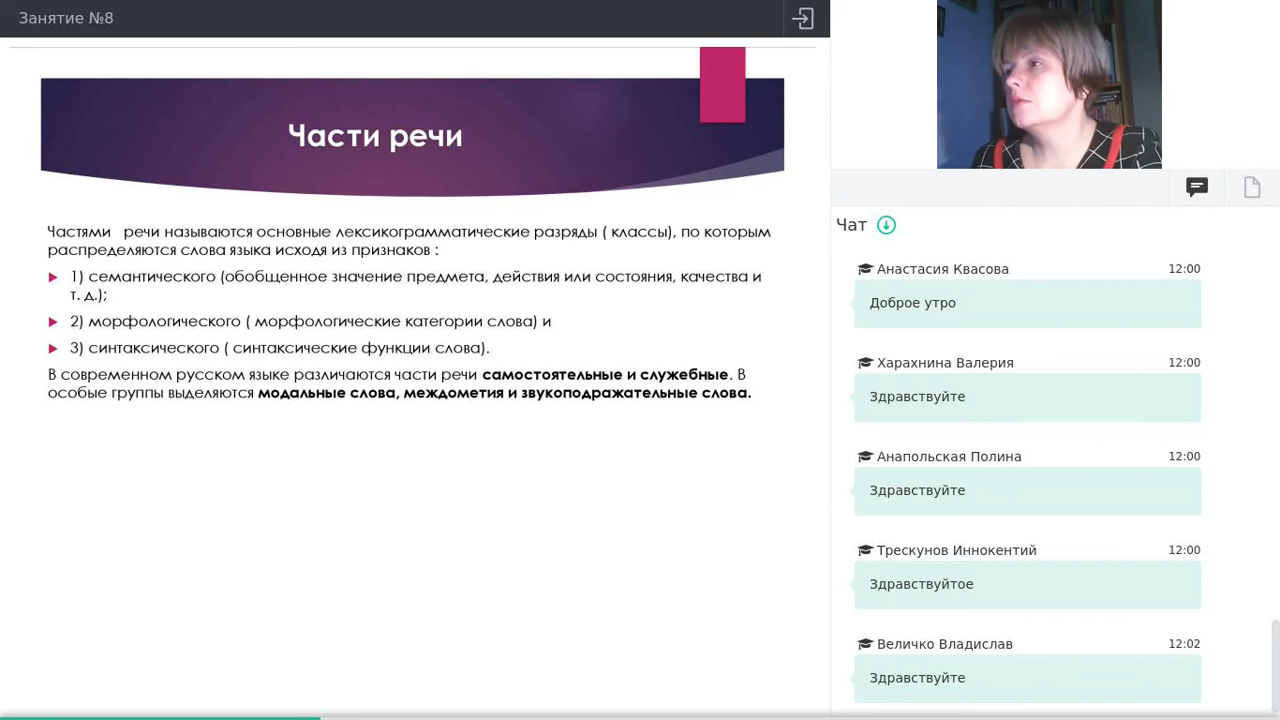 Занятие №8
Части речи
Частями речи называются основные лексикограмматические разряды ( классы), по которым
распределяются слова языка исходя из признаков :
1) семантического (обобщенное значение предмета, действия или состояния, качества и
т. д.);
2) морфологического ( морфологические категории слова) и
3) синтаксического ( синтаксические функции слова).
В современном русском языке различаются части речи самостоятельные и служебные. В
особые группы выделяются модальные слова, междометия и звукоподражательные слова.
Чат
Анастасия Квасова 12:00
Доброе утро
Харахнина Валерия 12:00
Здравствуйте
Анапольская Полина 12:00
Здравствуйте
Трескунов Иннокентий 12:00
Здравствуйтое
Величко Владислав 12:02
Здравствуйте